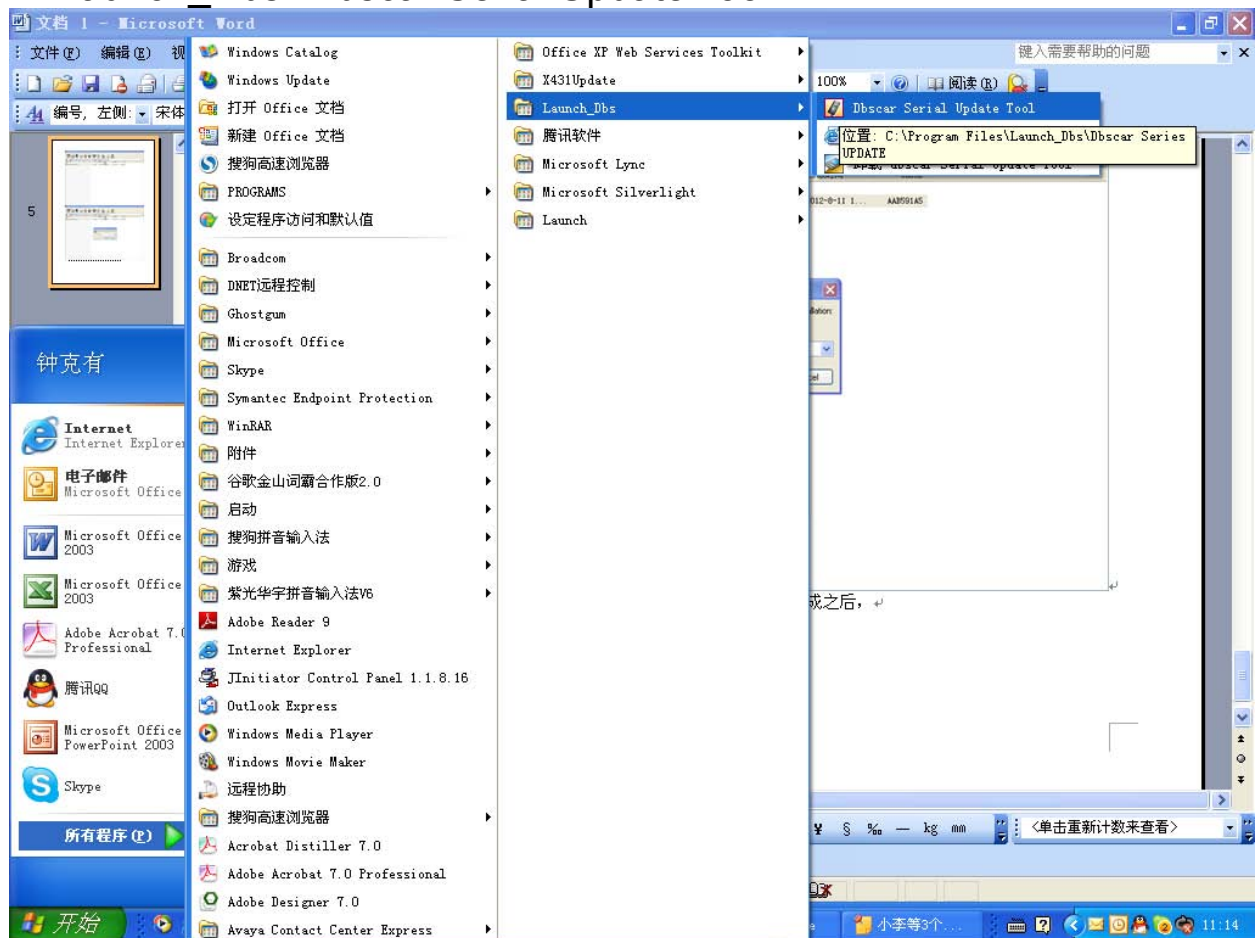 文档 1 - Microsoft Word
文件(F) 编辑(E) 视
键入需要帮助的问题
100%
阅读(R)
编号, 左侧:
宋体
5
钟克有
Internet
Internet Explorer
电子邮件
Microsoft Office
Microsoft Office
2003
Microsoft Office
2003
Adobe Acrobat 7.0
Professional
腾讯QQ
Microsoft Office
PowerPoint 2003
Skype
所有程序(P)
开始
Windows Catalog
Windows Update
打开 Office 文档
新建 Office 文档
搜狗高速浏览器
PROGRAMS
设定程序访问和默认值
Broadcom
DNET远程控制
Ghostgum
Microsoft Office
Skype
Symantec Endpoint Protection
WinRAR
附件
谷歌金山词霸合作版2.0
启动
搜狗拼音输入法
游戏
紫光华宇拼音输入法V6
Adobe Reader 9
Internet Explorer
JInitiator Control Panel 1.1.8.16
Outlook Express
Windows Media Player
Windows Movie Maker
远程协助
搜狗高速浏览器
Acrobat Distiller 7.0
Adobe Acrobat 7.0 Professional
Adobe Designer 7.0
Avaya Contact Center Express
Office XP Web Services Toolkit
X431Update
Launch_Dbs
腾讯软件
Microsoft Lync
Microsoft Silverlight
Launch
Dbscar Serial Update Tool
位置: C:\Program Files\Launch_Dbs\Dbscar Series
UPDATE
012-8-11 1... AAD591A5
成之后,
¥ § ‰ — kg mm
<单击重新计数来查看>
小李等3个...
11:14